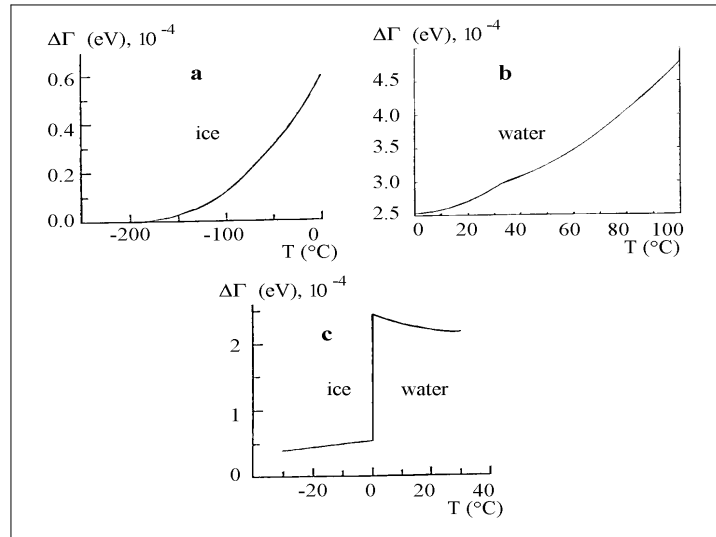 ΔΓ (eV), 10 -4
a
ice
0.6
0.4
0.2
0.0
-200
-100
0
T (°C)
ΔΓ (eV), 10 -4
b
water
4.5
4.0
3.5
3.0
2.5
0
20
40
60
80
100
T (°C)
ΔΓ (eV), 10 -4
c
ice
water
2
1
0
-20
0
20
40
T (°C)